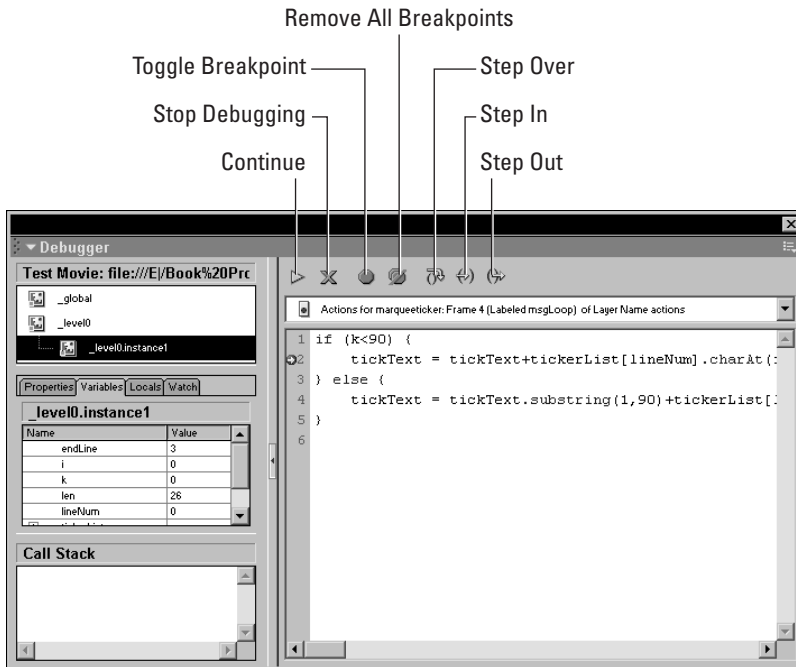 Remove All Breakpoints
Toggle Breakpoint
Step Over
Stop Debugging
Step In
Continue
Step Out
Debugger
Test Movie: file:///E|/Book%20Prc
_global
_level0
_level0.instance1
Properties Variables Locals Watch
_level0.instance1
Name Value
endLine 3
i 0
k 0
len 26
lineNum 0
Call Stack
Actions for marqueeticker: Frame 4 (Labeled msgLoop) of Layer Name actions
1 if (k<90) {
2 tickText = tickText+tickerList[lineNum].charAt(
3 } else {
4 tickText = tickText.substring(1,90)+tickerList[
5 }
6